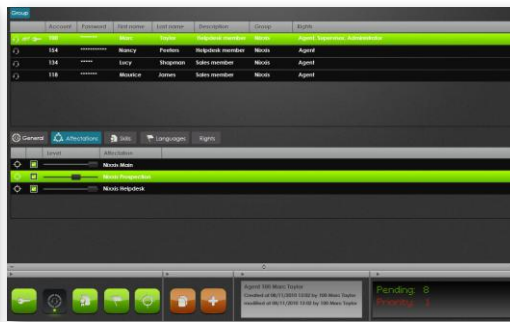 Group
Account Password First name Last name Description Group Rights
100 ******* Marc Taylor Helpdesk member Nixxis Agent, Supervisor, Administrator
154 *********** Nancy Peeters Helpdesk member Nixxis Agent
134 ***** Lucy Shapman Sales member Nixxis Agent
118 ******* Maurice James Sales member Nixxis Agent
General Affectations Skills Languages Rights
Level Affectation
Nixxis Main
Nixxis Prospection
Nixxis Helpdesk
Agent 100 Marc Taylor
Created at 08/11/2010 13:02 by 100 Marc Taylor
modified at 08/11/2010 13:02 by 100 Marc Taylor
Pending: 8
Priority: 1